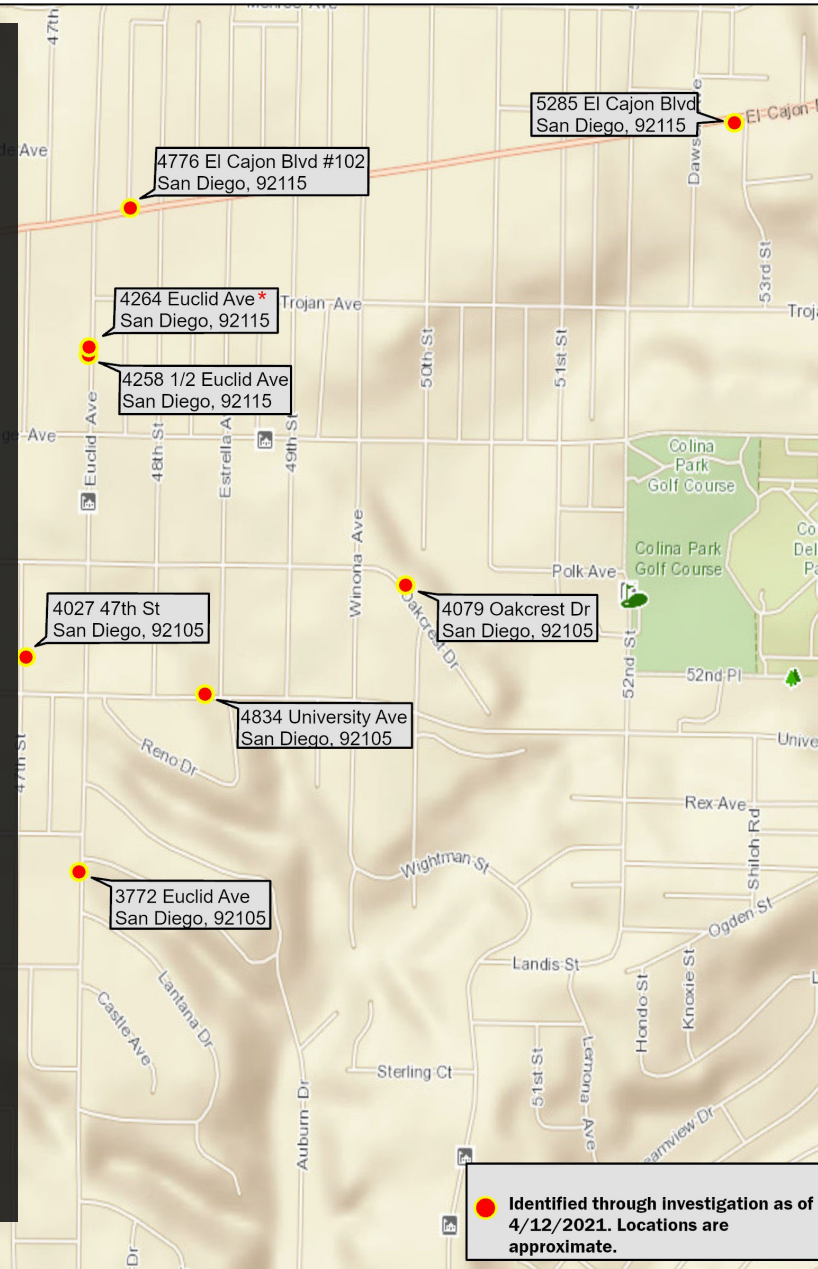 47th
5285 El Cajon Blvd
San Diego, 92115
El Cajon
4776 El Cajon Blvd #102
San Diego, 92115
Ave
53rd St
4264 Euclid Ave*
San Diego, 92115
Trojan Ave
50th St
51st St
4258 1/2 Euclid Ave
San Diego, 92115
Ave
Euclid Ave
48th St
Estrella A
49th St
Colina
Park
Golf Course
Winona Ave
Colina Park
Golf Course
Polk Ave
4027 47th St
San Diego, 92105
4079 Oakcrest Dr
San Diego, 92105
Oakcrest Dr
52nd St
52nd Pl
4834 University Ave
San Diego, 92105
47th St
Reno Dr
Unive
Rex Ave
Shiloh Rd
Wightman St
3772 Euclid Ave
San Diego, 92105
Ogden St
Landis St
Lantana Dr
Castle Ave
Hondo St
Knoxie St
51st St
Lemona Ave
Sterling Ct
Auburn Dr
Dr
Identified through investigation as of
4/12/2021. Locations are
approximate.